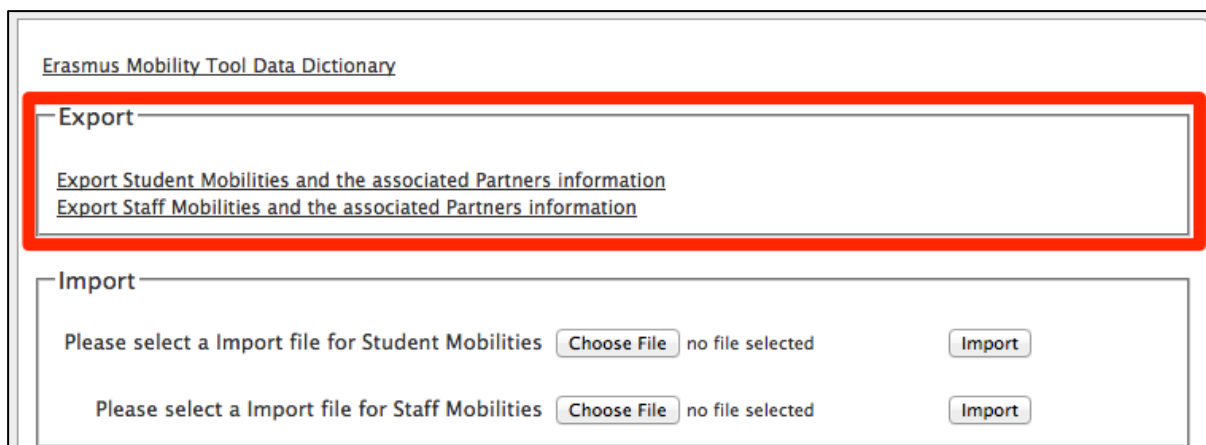 Erasmus Mobility Tool Data Dictionary
Export
Export Student Mobilities and the associated Partners information
Export Staff Mobilities and the associated Partners information
Import
Please select a Import file for Student Mobilities Choose File no file selected Import
Please select a Import file for Staff Mobilities Choose File no file selected Import